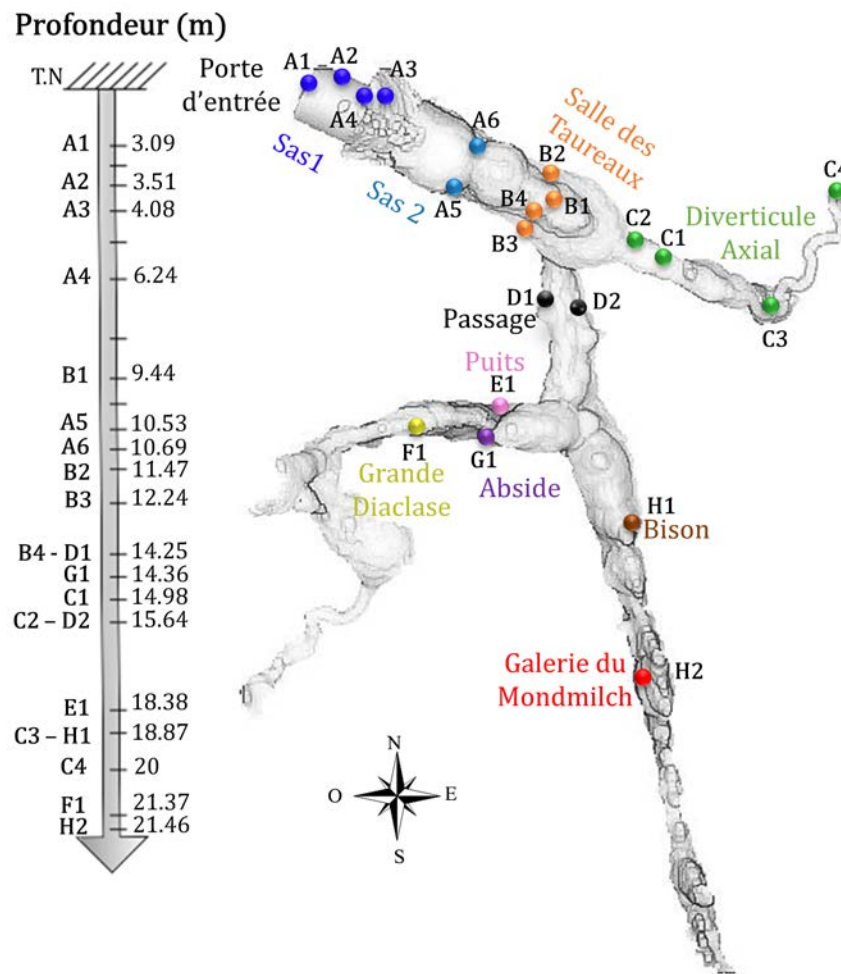 Profondeur (m)
T.N
A1 3.09
A2 3.51
A3 4.08
A4 6.24
B1 9.44
A5 10.53
A6 10.69
B2 11.47
B3 12.24
B4 - D1 14.25
G1 14.36
C1 14.98
C2 – D2 15.64
E1 18.38
C3 – H1 18.87
C4 20
F1 21.37
H2 21.46
Porte
d'entrée
A1
A2
A3
A4
Sas1
A6
A5
Sas 2
Salle des
Taureaux
B2
B4
B1
B3
C4
C2
C1
Diverticule
Axial
C3
D1
D2
Passage
Puits
E1
F1
G1
Grande
Diaclase
Abside
H1
Bison
Galerie du
Mondmilch
H2
N
O
E
S